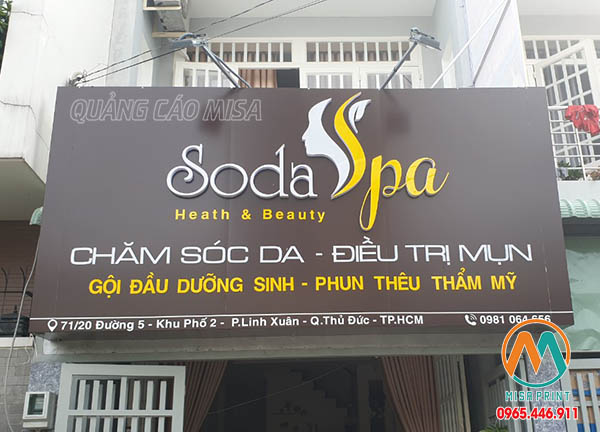 QUẢNG CÁO MISA
Soda Spa
Heath & Beauty
CHĂM SÓC DA - ĐIỀU TRỊ MỤN
GỘI ĐẦU DƯỠNG SINH - PHUN THÊU THẨM MỸ
71/20 Đường 5 - Khu Phố 2 - P.Linh Xuân - Q.Thủ Đức - TP.HCM
0981 064 656
MISA PRINT
0965.446.911